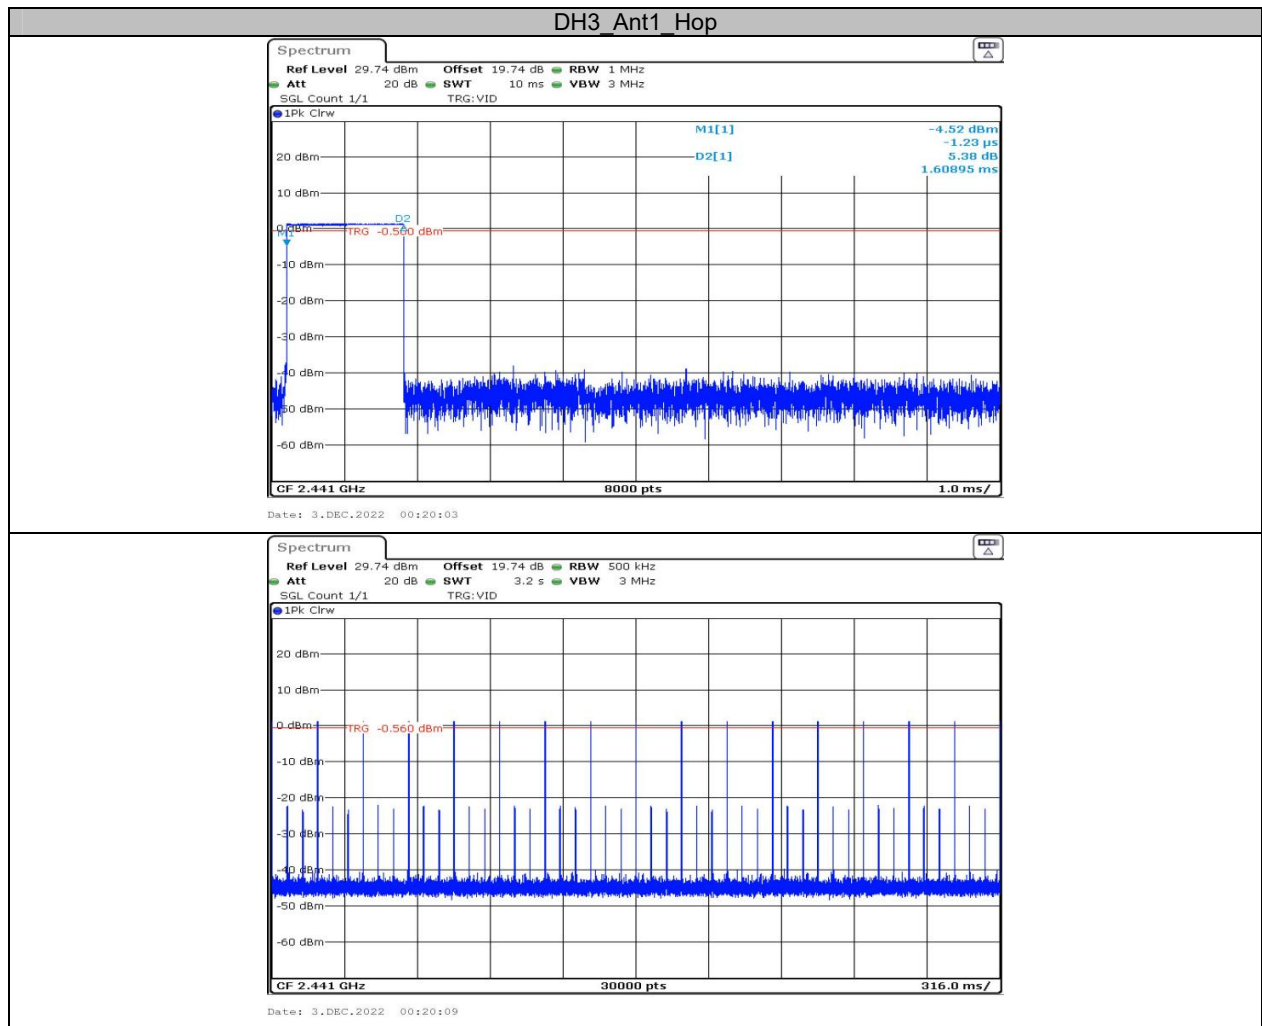 DH3_Ant1_Hop
Spectrum
Ref Level 29.74 dBm Offset 19.74 dB RBW 1 MHz
Att 20 dB SWT 10 ms VBW 3 MHz
SGL Count 1/1 TRG:VID
1Pk Clrw
M1[1] -4.52 dBm
-1.23 µs
D2[1] 5.38 dB
1.60895 ms
20 dBm
10 dBm
D2
0 dBm
M1 TRG -0.560 dBm
-10 dBm
-20 dBm
-30 dBm
-40 dBm
-50 dBm
-60 dBm
CF 2.441 GHz 8000 pts 1.0 ms/
Date: 3.DEC.2022 00:20:03
Spectrum
Ref Level 29.74 dBm Offset 19.74 dB RBW 500 kHz
Att 20 dB SWT 3.2 s VBW 3 MHz
SGL Count 1/1 TRG:VID
1Pk Clrw
20 dBm
10 dBm
0 dBm
TRG -0.560 dBm
-10 dBm
-20 dBm
-30 dBm
-40 dBm
-50 dBm
-60 dBm
CF 2.441 GHz 30000 pts 316.0 ms/
Date: 3.DEC.2022 00:20:09